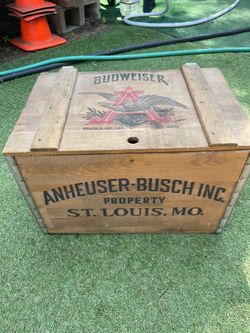 BUDWEISER
ANHEUSER-BUSCH INC.
PROPERTY
ST. LOUIS, MO.